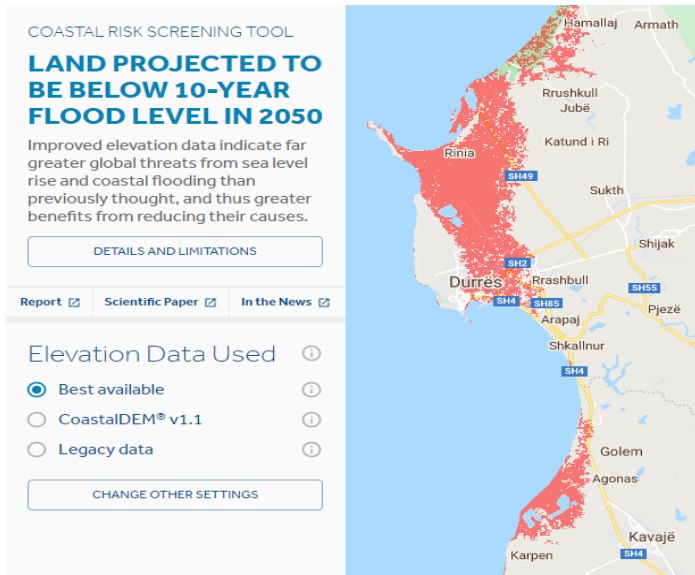 COASTAL RISK SCREENING TOOL
LAND PROJECTED TO
BE BELOW 10-YEAR
FLOOD LEVEL IN 2050
Improved elevation data indicate far
greater global threats from sea level
rise and coastal flooding than
previously thought, and thus greater
benefits from reducing their causes.
DETAILS AND LIMITATIONS
Report
Scientific Paper
In the News
Elevation Data Used
Best available
CoastalDEM® v1.1
Legacy data
CHANGE OTHER SETTINGS
Hamallaj
Armath
Rrushkull
Jubë
Katund i Ri
Rinia
SH49
Sukth
Shijak
SH2
Durrës
Rrashbull
SH55
SH4
SH85
Pjezë
Arapaj
Shkallnur
SH4
Golem
Agonas
Kavajë
SH4
Karpen